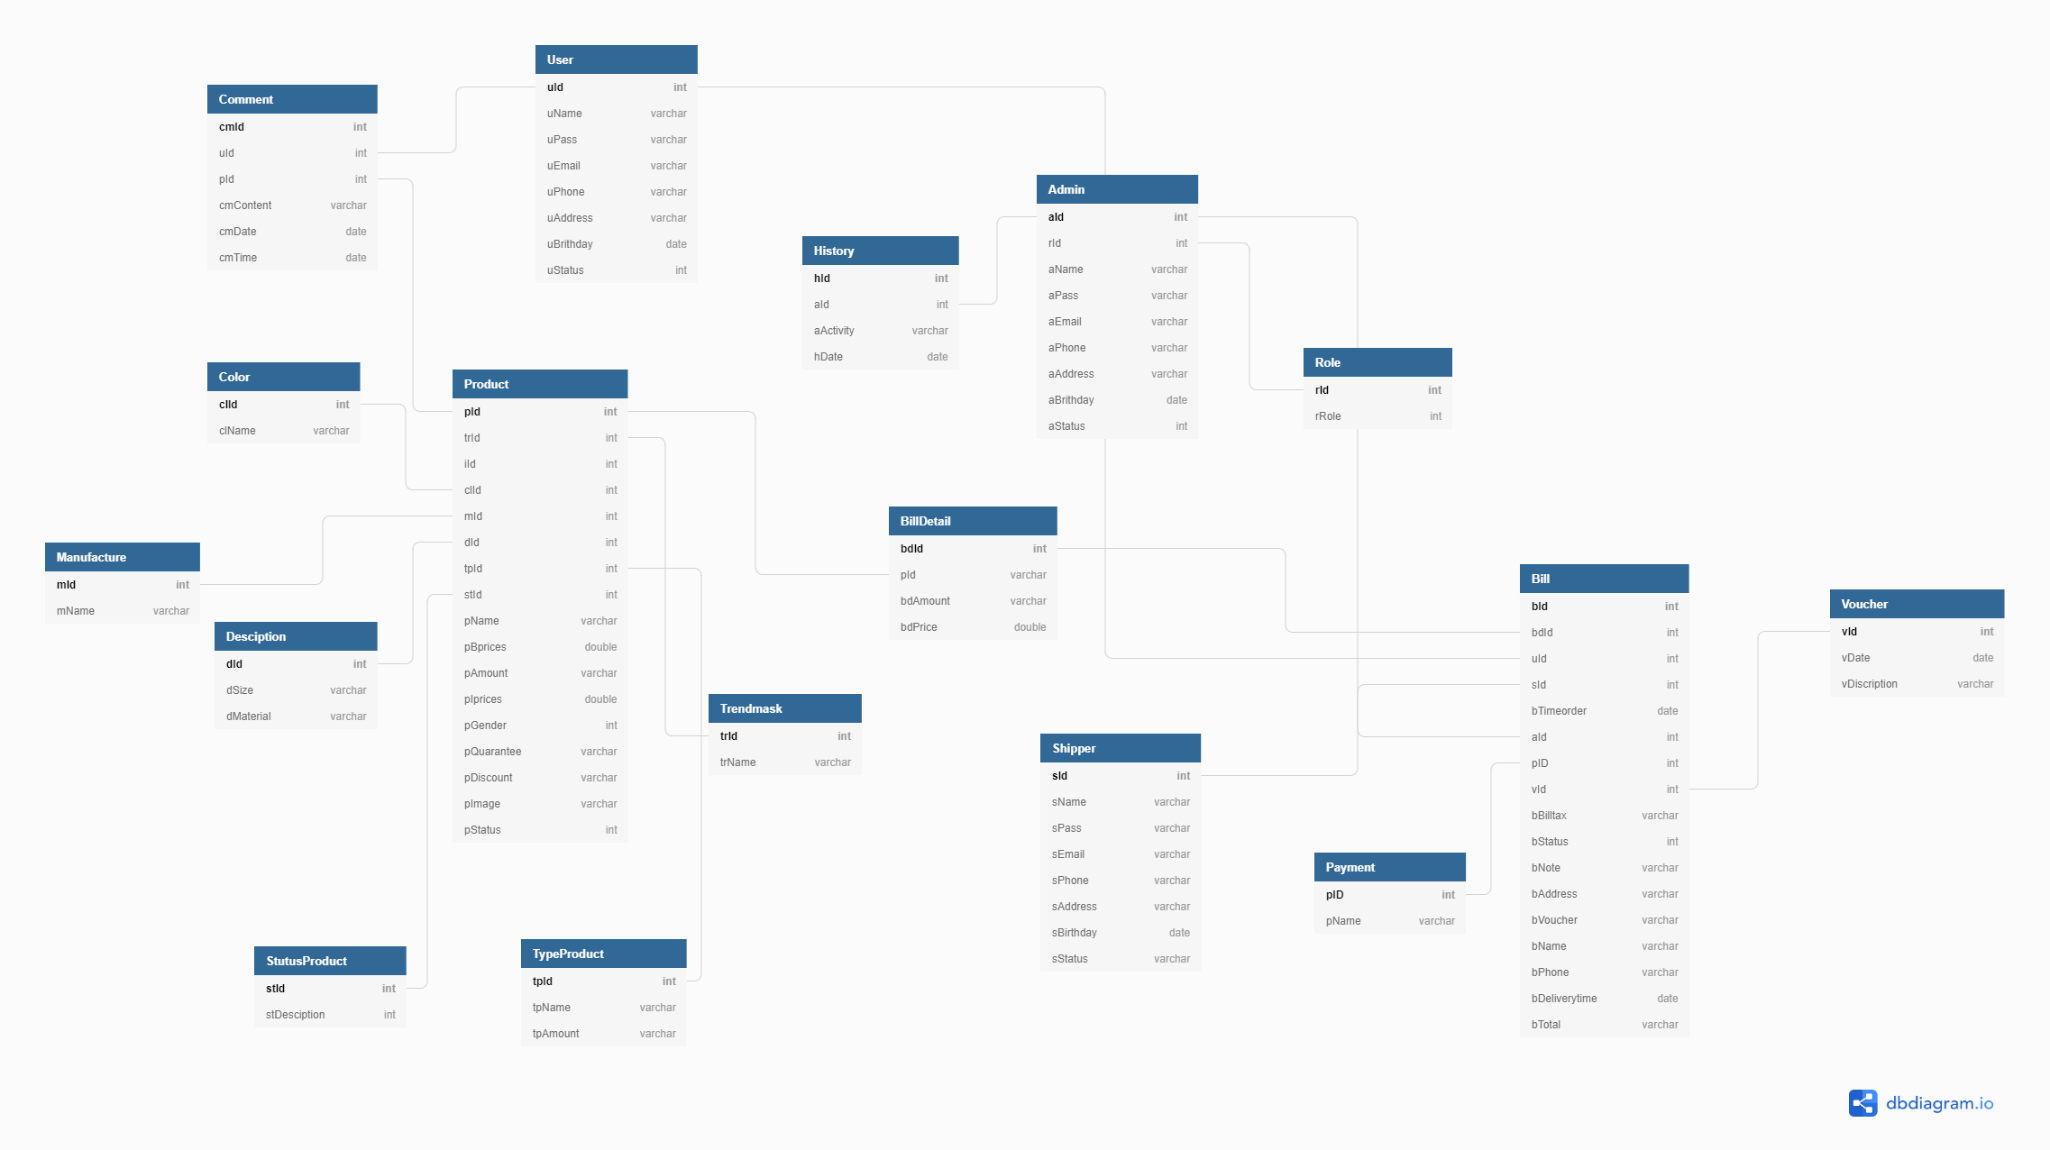 User
uId int
uName varchar
uPass varchar
uEmail varchar
uPhone varchar
uAddress varchar
uBrithday date
uStatus int
Comment
cmId int
uId int
pId int
cmContent varchar
cmDate date
cmTime date
Admin
aId int
rId int
aName varchar
aPass varchar
aEmail varchar
aPhone varchar
aAddress varchar
aBrithday date
aStatus int
History
hId int
aId int
aActivity varchar
hDate date
Role
rId int
rRole int
Color
clId int
clName varchar
Product
pId int
trId int
iId int
clId int
mId int
dId int
tpId int
stId int
pName varchar
pBprices double
pAmount varchar
pIprices double
pGender int
pQuarantee varchar
pDiscount varchar
pImage varchar
pStatus int
BillDetail
bdId int
pId varchar
bdAmount varchar
bdPrice double
Manufacture
mId int
mName varchar
Desciption
dId int
dSize varchar
dMaterial varchar
Bill
bId int
bdId int
uId int
sId int
bTimeorder date
aId int
pID int
vId int
bBilltax varchar
bStatus int
bNote varchar
bAddress varchar
bVoucher varchar
bName varchar
bPhone varchar
bDeliverytime date
bTotal varchar
Voucher
vId int
vDate date
vDiscription varchar
Trendmask
trId int
trName varchar
Shipper
sId int
sName varchar
sPass varchar
sEmail varchar
sPhone varchar
sAddress varchar
sBirthday date
sStatus varchar
Payment
pID int
pName varchar
StutusProduct
stId int
stDesciption int
TypeProduct
tpId int
tpName varchar
tpAmount varchar
dbdiagram.io